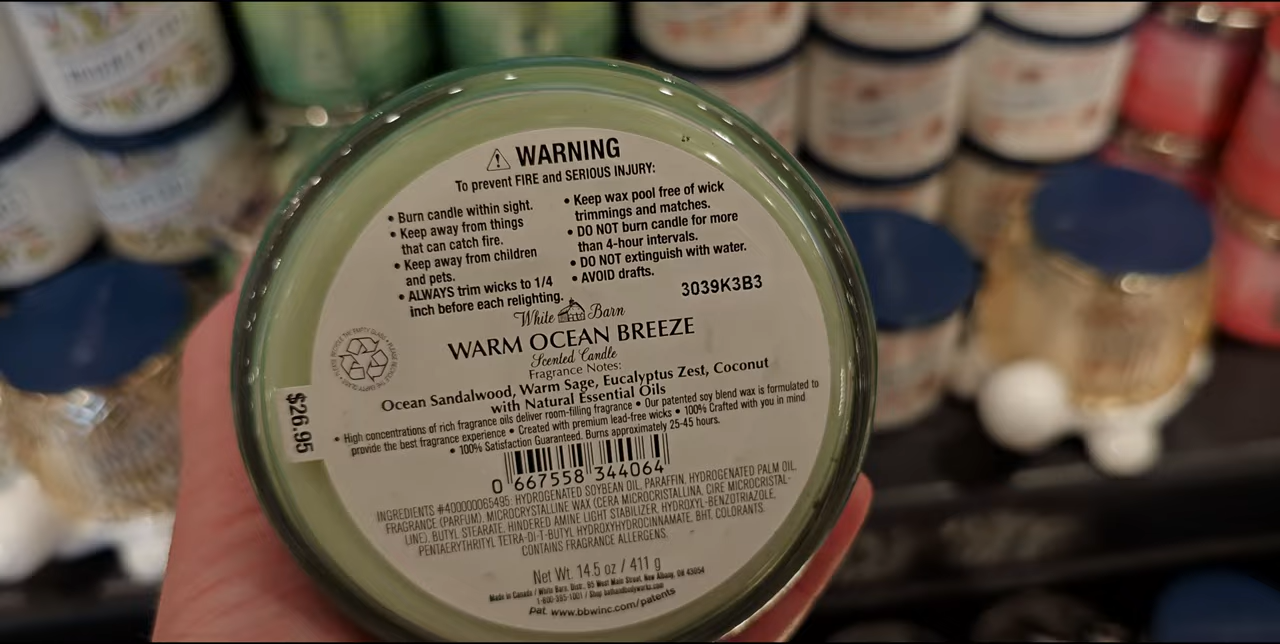 WARNING
To prevent FIRE and SERIOUS INJURY:
• Burn candle within sight.
• Keep away from things
that can catch fire.
• Keep away from children
and pets.
• ALWAYS trim wicks to 1/4
inch before each relighting.
• Keep wax pool free of wick
trimmings and matches.
• DO NOT burn candle for more
than 4-hour intervals.
• DO NOT extinguish with water.
• AVOID drafts.
3039K3B3
White Barn
WARM OCEAN BREEZE
Scented Candle
Fragrance Notes:
Ocean Sandalwood, Warm Sage, Eucalyptus Zest, Coconut
with Natural Essential Oils
$26.95
• High concentrations of rich fragrance oils deliver room-filling fragrance • Our patented soy blend wax is formulated to
provide the best fragrance experience • Created with premium lead-free wicks • 100% Crafted with you in mind
• 100% Satisfaction Guaranteed. Burns approximately 25-45 hours.
0 667558 344064
INGREDIENTS #400000065495: HYDROGENATED SOYBEAN OIL, PARAFFIN, HYDROGENATED PALM OIL,
FRAGRANCE (PARFUM), MICROCRYSTALLINE WAX (CERA MICROCRISTALLINA, CIRE MICROCRISTAL-
LINE), BUTYL STEARATE, HINDERED AMINE LIGHT STABILIZER, HYDROXYL-BENZOTRIAZOLE,
PENTAERYTHRITYL TETRA-DI-T-BUTYL HYDROXYHYDROCINNAMATE, BHT, COLORANTS.
CONTAINS FRAGRANCE ALLERGENS.
Net Wt. 14.5 oz / 411 g
Made in Canada / White Barn, Distr. 95 West Main Street, New Albany, OH 43054
1-800-395-1001 / Shop bathandbodyworks.com
Pat. www.bbwinc.com/patents